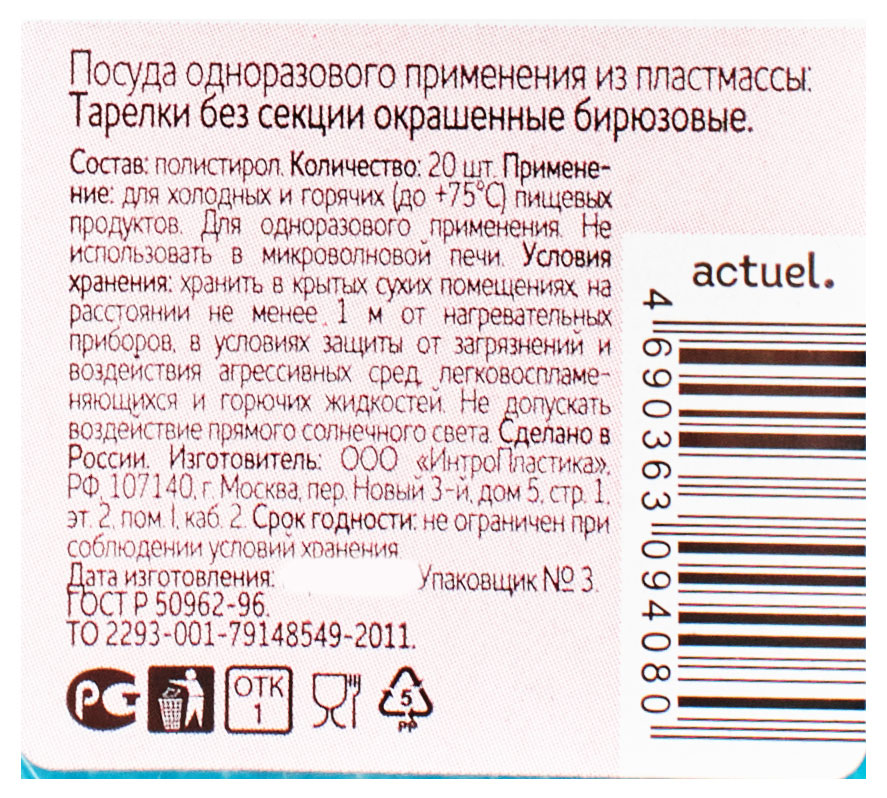 Посуда одноразового применения из пластмассы:
Тарелки без секции окрашенные бирюзовые.
Состав: полистирол. Количество: 20 шт. Примене-
ние: для холодных и горячих (до +75°С) пищевых
продуктов. Для одноразового применения. Не
использовать в микроволновой печи. Условия
хранения: хранить в крытых сухих помещениях, на
расстоянии не менее 1 м от нагревательных
приборов, в условиях защиты от загрязнений и
воздействия агрессивных сред, легковоспламе-
няющихся и горючих жидкостей. Не допускать
воздействие прямого солнечного света. Сделано в
России. Изготовитель: ООО «ИнтроПластика»,
РФ, 107140, г. Москва, пер. Новый 3-й, дом 5, стр. 1,
эт. 2, пом. I, каб. 2. Срок годности: не ограничен при
соблюдении условий хранения.
Дата изготовления: Упаковщик № 3.
ГОСТ Р 50962-96.
ТО 2293-001-79148549-2011.
РСТ
ОТК
1
5
PP
actuel.
4 690363 094080